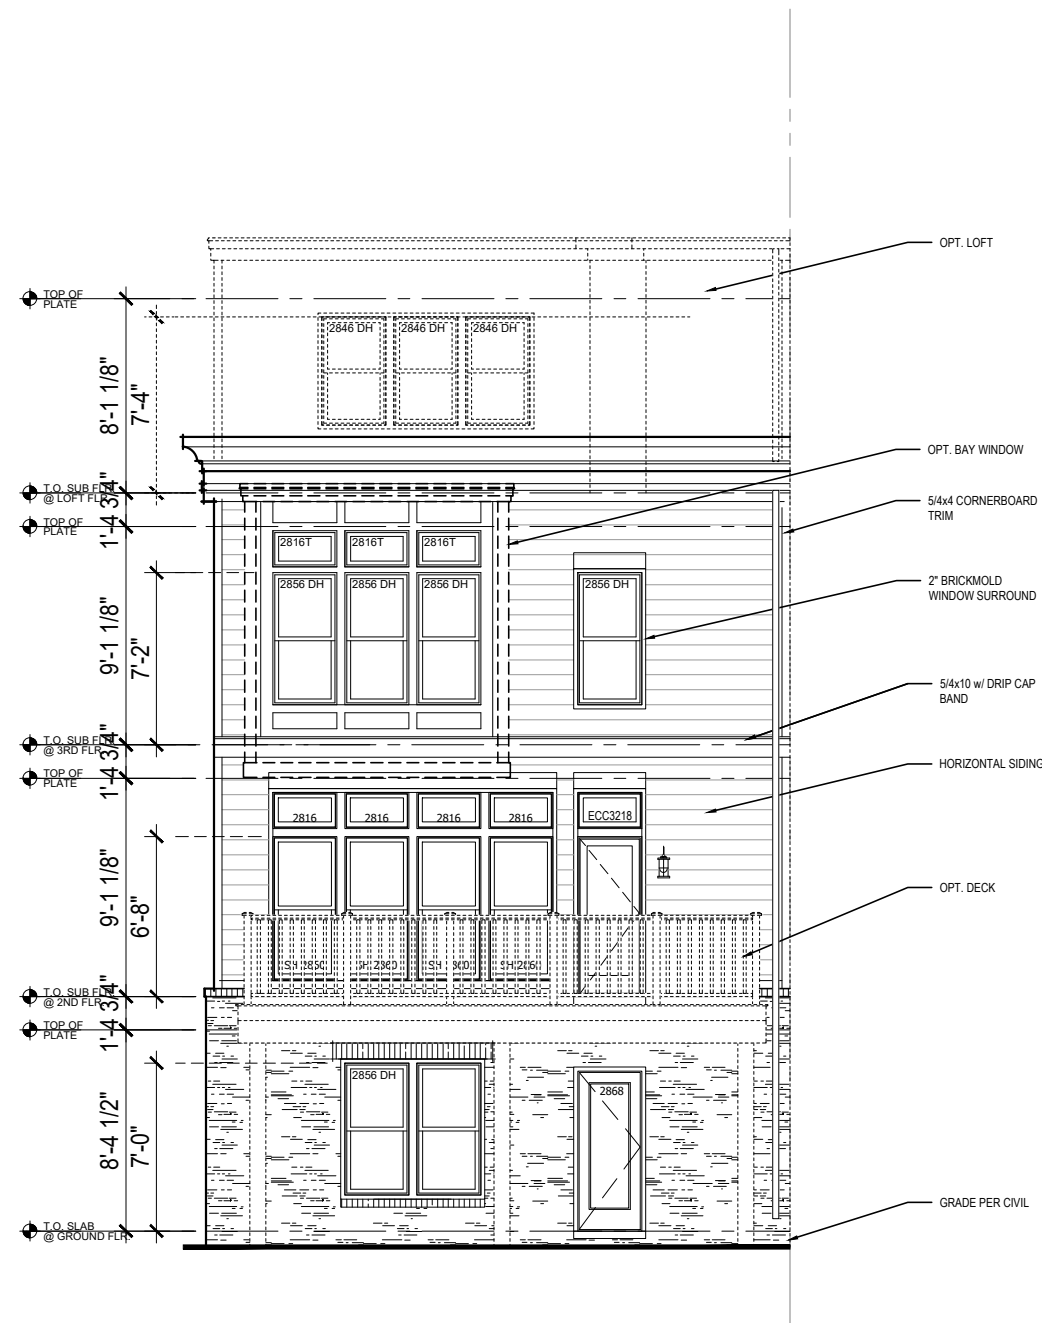 OPT. LOFT
TOP OF
PLATE
2846 DH
2846 DH
2846 DH
8'-1 1/8"
7'-4"
OPT. BAY WINDOW
T.O. SUB FLR
@ LOFT FLR
1'-4 3/4"
5/4x4 CORNERBOARD
TRIM
TOP OF
PLATE
2816T
2816T
2816T
2856 DH
2856 DH
2856 DH
2856 DH
2" BRICKMOLD
WINDOW SURROUND
9'-1 1/8"
7'-2"
5/4x10 w/ DRIP CAP
BAND
T.O. SUB FLR
@ 3RD FLR
1'-4 3/4"
HORIZONTAL SIDING
TOP OF
PLATE
2816
2816
2816
2816
ECC3218
9'-1 1/8"
6'-8"
OPT. DECK
T.O. SUB FLR
@ 2ND FLR
1'-4 3/4"
TOP OF
PLATE
2856 DH
2868
8'-4 1/2"
7'-0"
GRADE PER CIVIL
T.O. SLAB
@ GROUND FLR